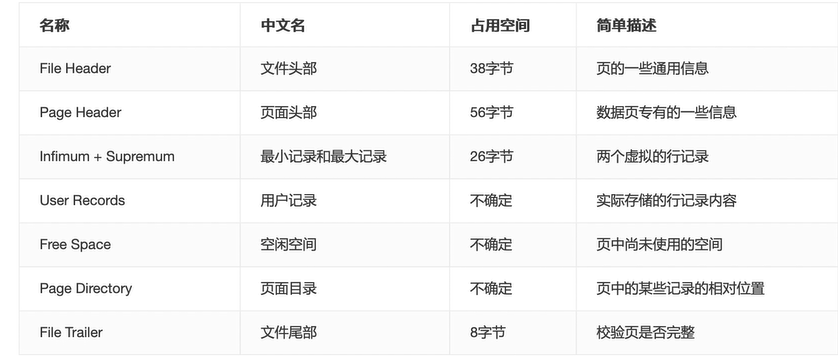 名称 中文名 占用空间 简单描述
File Header 文件头部 38字节 页的一些通用信息
Page Header 页面头部 56字节 数据页专有的一些信息
Infimum + Supremum 最小记录和最大记录 26字节 两个虚拟的行记录
User Records 用户记录 不确定 实际存储的行记录内容
Free Space 空闲空间 不确定 页中尚未使用的空间
Page Directory 页面目录 不确定 页中的某些记录的相对位置
File Trailer 文件尾部 8字节 校验页是否完整